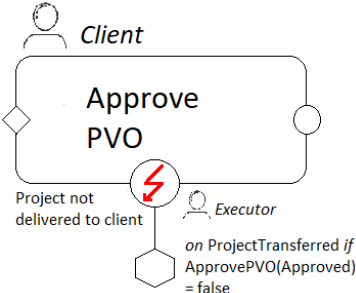 Client
Approve
PVO
Project not
delivered to client
Executor
on ProjectTransferred if
ApprovePVO(Approved)
= false